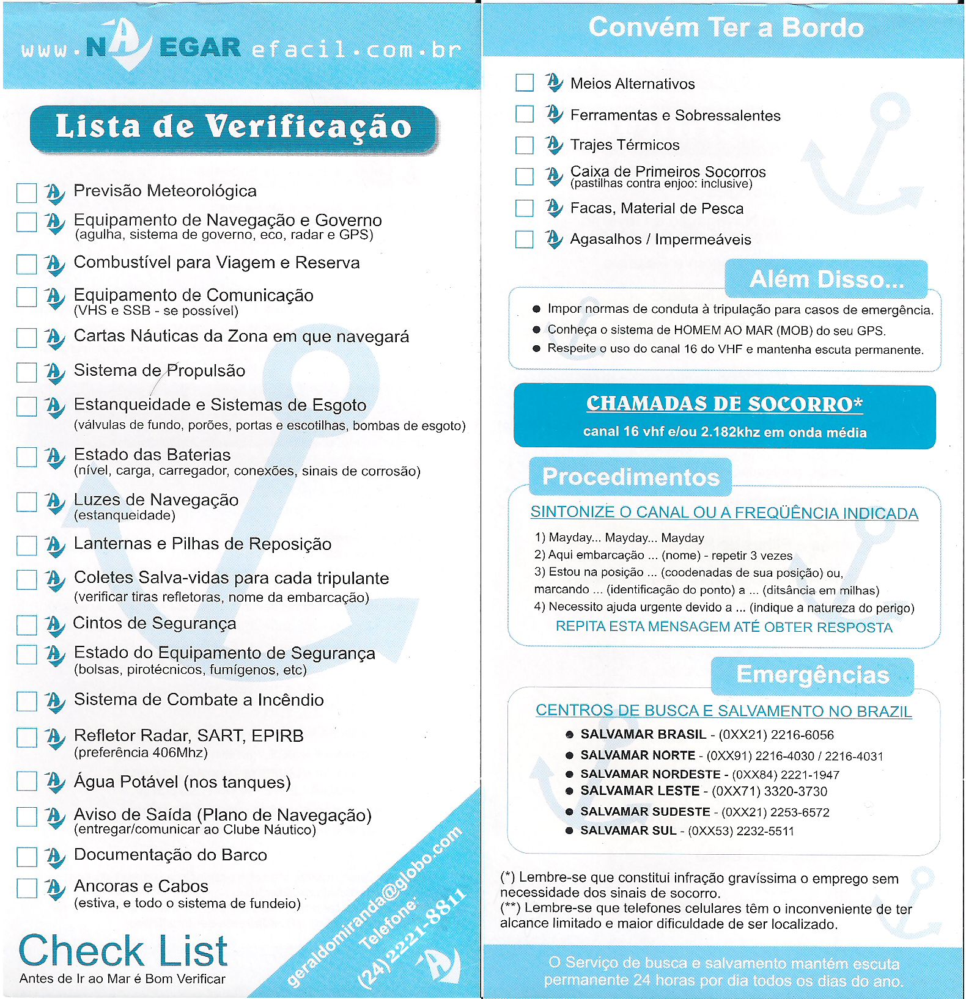 www.NAVEGARefacil.com.br
Lista de Verificação
Previsão Meteorológica
Equipamento de Navegação e Governo
(agulha, sistema de governo, eco, radar e GPS)
Combustível para Viagem e Reserva
Equipamento de Comunicação
(VHS e SSB - se possível)
Cartas Náuticas da Zona em que navegará
Sistema de Propulsão
Estanqueidade e Sistemas de Esgoto
(válvulas de fundo, porões, portas e escotilhas, bombas de esgoto)
Estado das Baterias
(nível, carga, carregador, conexões, sinais de corrosão)
Luzes de Navegação
(estanqueidade)
Lanternas e Pilhas de Reposição
Coletes Salva-vidas para cada tripulante
(verificar tiras refletoras, nome da embarcação)
Cintos de Segurança
Estado do Equipamento de Segurança
(bolsas, pirotécnicos, fumígenos, etc)
Sistema de Combate a Incêndio
Refletor Radar, SART, EPIRB
(preferência 406Mhz)
Água Potável (nos tanques)
Aviso de Saída (Plano de Navegação)
(entregar/comunicar ao Clube Náutico)
Documentação do Barco
Ancoras e Cabos
(estiva, e todo o sistema de fundeio)
Check List
Antes de Ir ao Mar é Bom Verificar
geraldomiranda@globo.com
Telefone:
(24)2221-8811
Convém Ter a Bordo
Meios Alternativos
Ferramentas e Sobressalentes
Trajes Térmicos
Caixa de Primeiros Socorros
(pastilhas contra enjoo: inclusive)
Facas, Material de Pesca
Agasalhos / Impermeáveis
Além Disso...
● Impor normas de conduta à tripulação para casos de emergência.
● Conheça o sistema de HOMEM AO MAR (MOB) do seu GPS.
● Respeite o uso do canal 16 do VHF e mantenha escuta permanente.
CHAMADAS DE SOCORRO*
canal 16 vhf e/ou 2.182khz em onda média
Procedimentos
SINTONIZE O CANAL OU A FREQÜÊNCIA INDICADA
1) Mayday... Mayday... Mayday
2) Aqui embarcação ... (nome) - repetir 3 vezes
3) Estou na posição ... (coodenadas de sua posição) ou,
marcando ... (identificação do ponto) a ... (ditsância em milhas)
4) Necessito ajuda urgente devido a ... (indique a natureza do perigo)
REPITA ESTA MENSAGEM ATÉ OBTER RESPOSTA
Emergências
CENTROS DE BUSCA E SALVAMENTO NO BRAZIL
● SALVAMAR BRASIL - (0XX21) 2216-6056
● SALVAMAR NORTE - (0XX91) 2216-4030 / 2216-4031
● SALVAMAR NORDESTE - (0XX84) 2221-1947
● SALVAMAR LESTE - (0XX71) 3320-3730
● SALVAMAR SUDESTE - (0XX21) 2253-6572
● SALVAMAR SUL - (0XX53) 2232-5511
(*) Lembre-se que constitui infração gravíssima o emprego sem
necessidade dos sinais de socorro.
(**) Lembre-se que telefones celulares têm o inconveniente de ter
alcance limitado e maior dificuldade de ser localizado.
O Serviço de busca e salvamento mantém escuta
permanente 24 horas por dia todos os dias do ano.